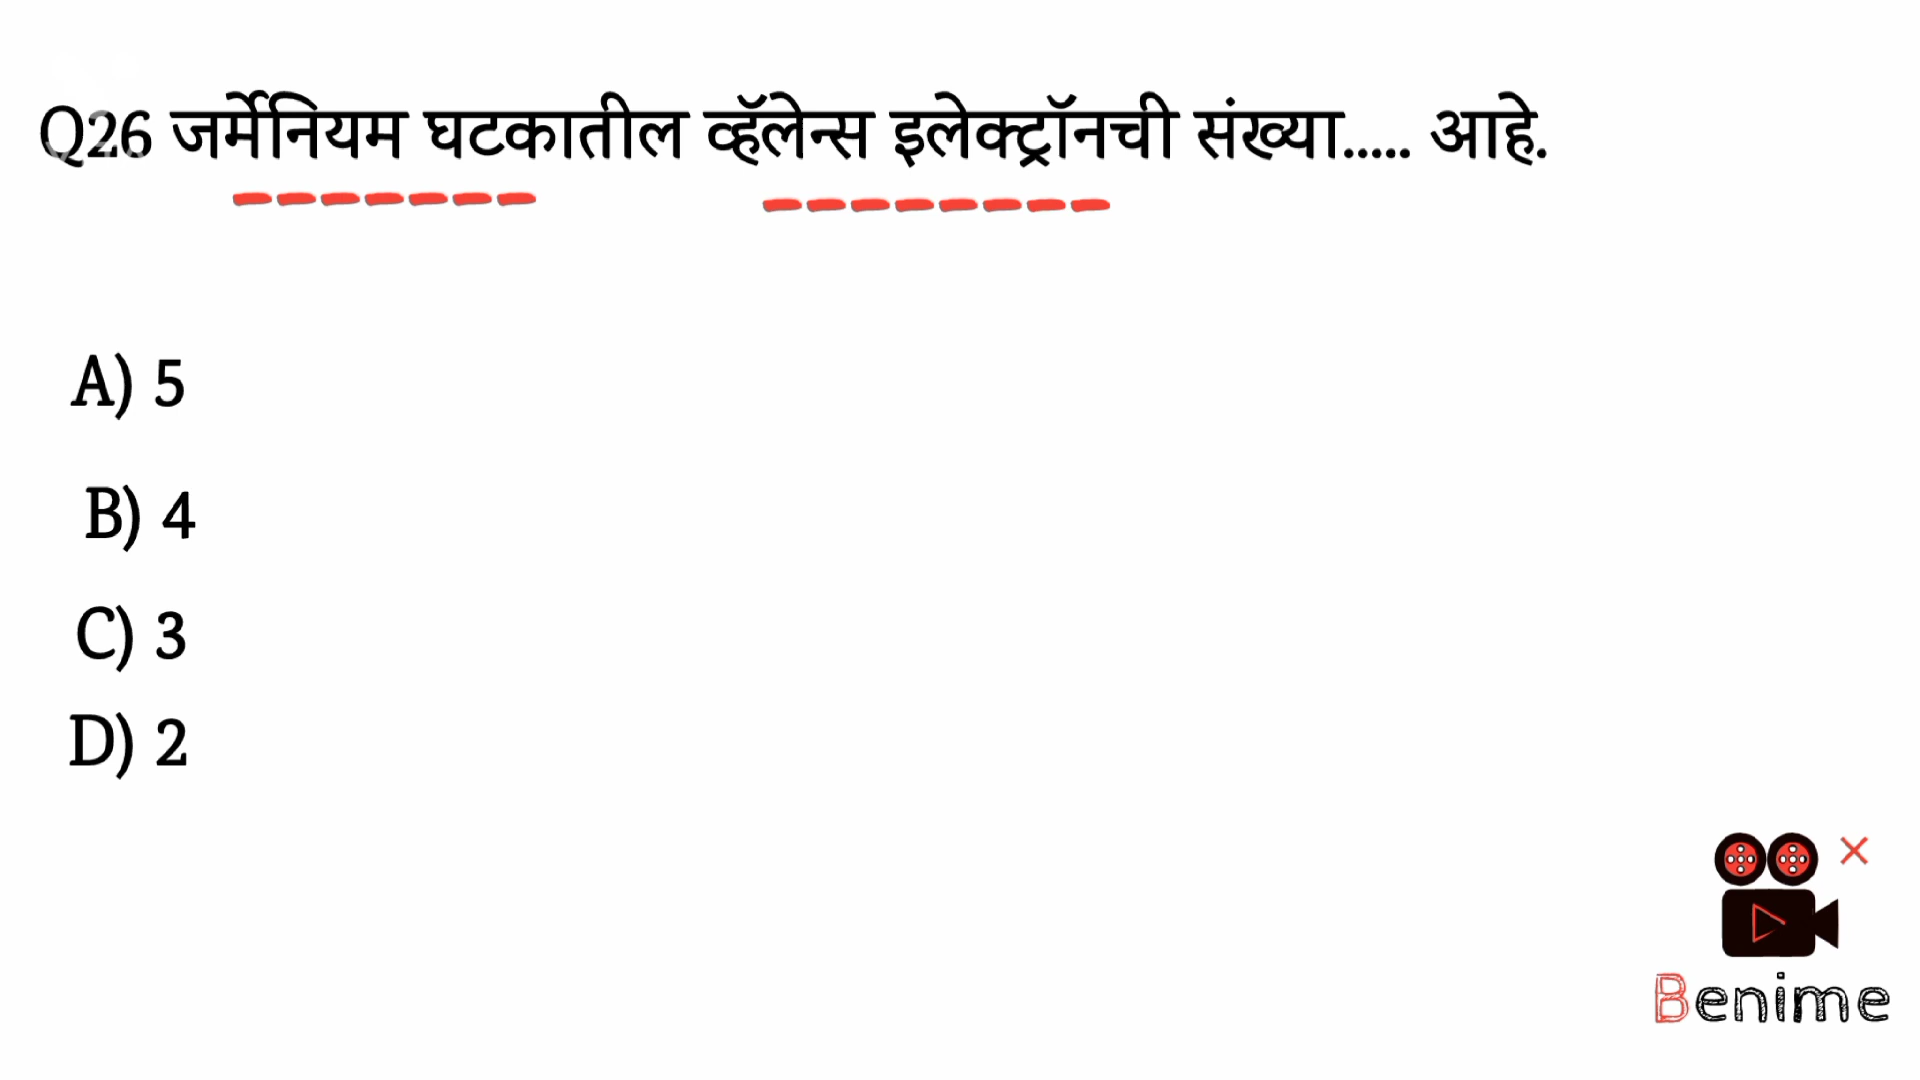 Q26 जर्मेनियम घटकातील व्हॅलेन्स इलेक्ट्रॉनची संख्या..... आहे.
A) 5
B) 4
C) 3
D) 2
Benime